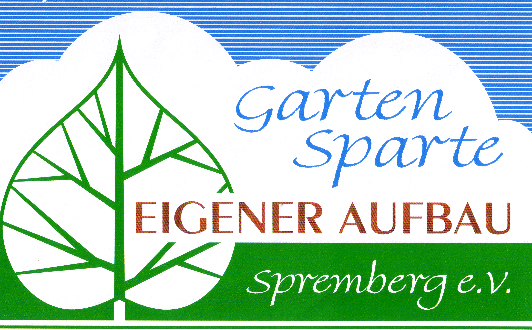 Garten
Sparte
EIGENER AUFBAU
Spremberg e.V.